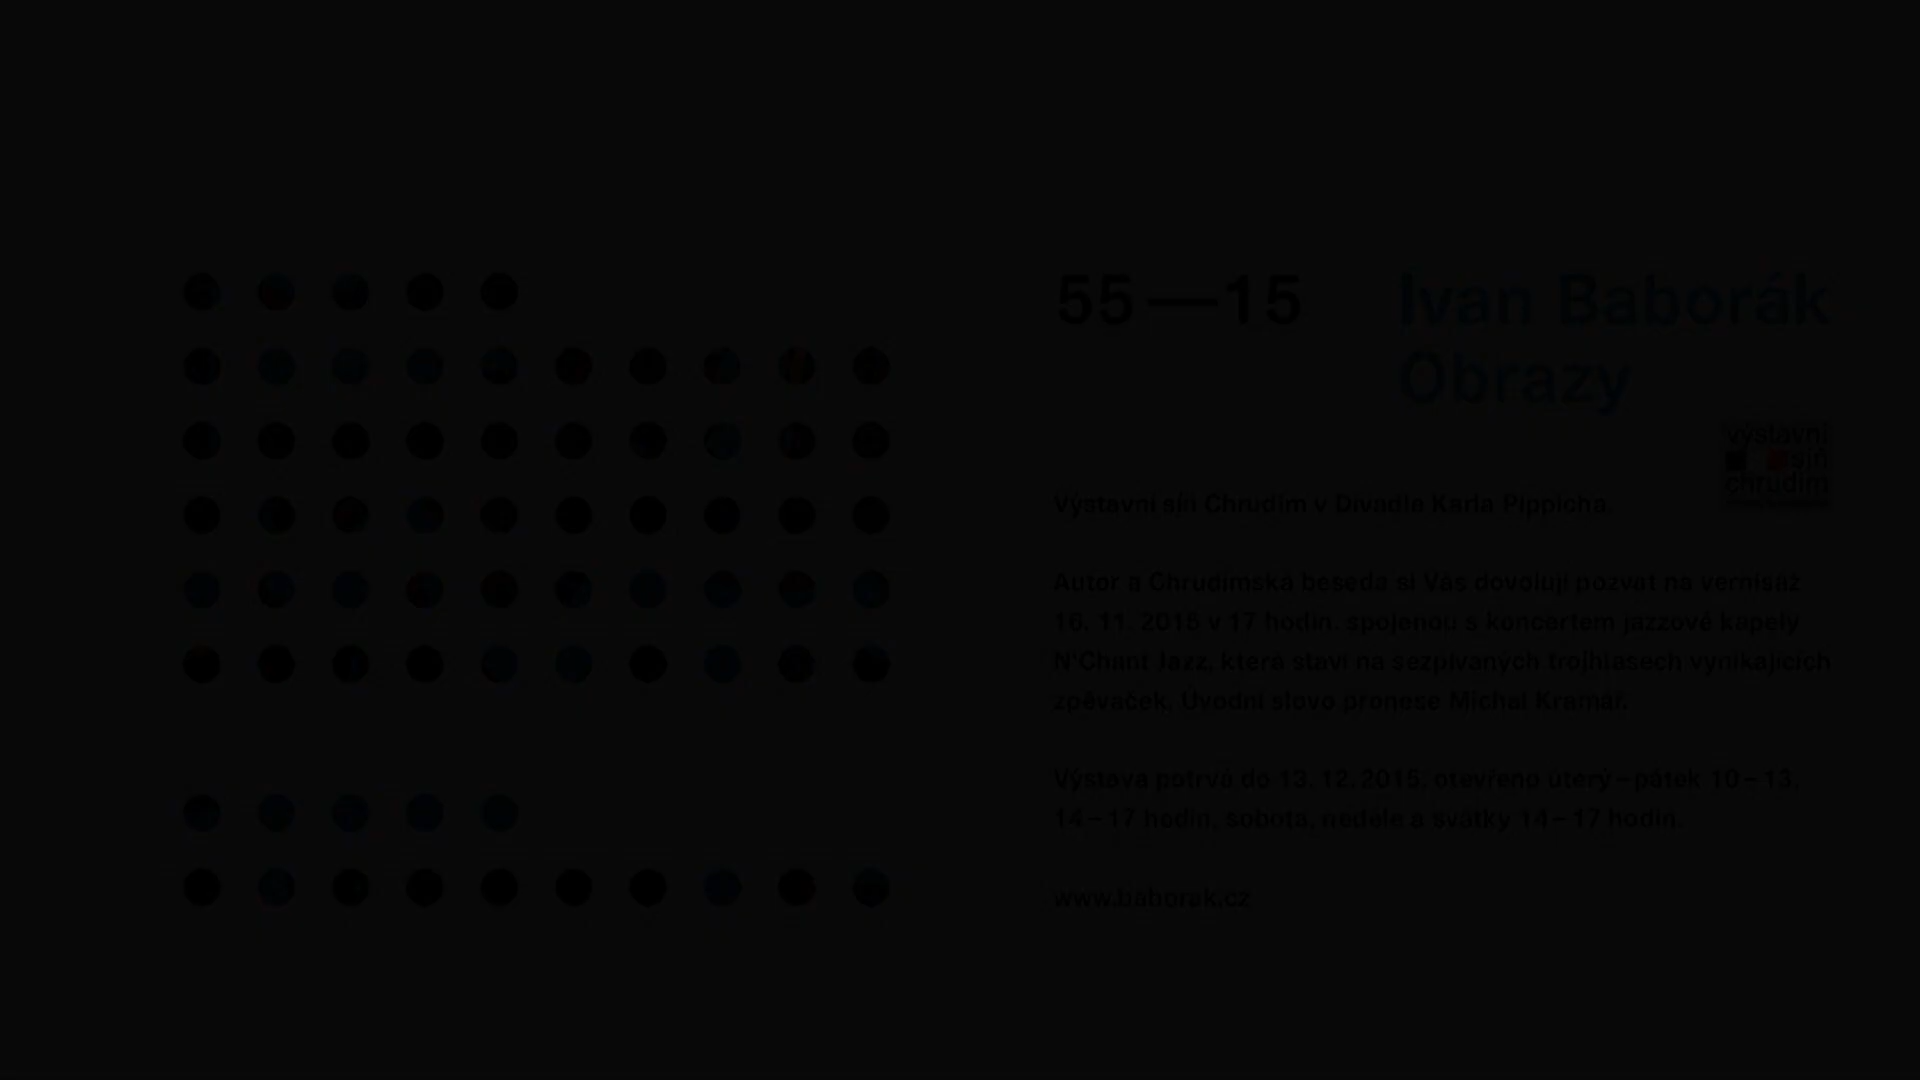 55—15
Ivan Baborák
Obrazy
výstavní
síň
chrudim
Výstavní síň Chrudim v Divadle Karla Pippicha.
Autor a Chrudimská beseda si Vás dovolují pozvat na vernisáž
16. 11. 2015 v 17 hodin, spojenou s koncertem jazzové kapely
N'Chant Jazz, která staví na sezpívaných trojhlasech vynikajících
zpěvaček. Úvodní slovo pronese Michal Kramár.
Výstava potrvá do 13. 12. 2015, otevřeno úterý – pátek 10 – 13,
14 – 17 hodin, sobota, neděle a svátky 14 – 17 hodin.
www.baborak.cz